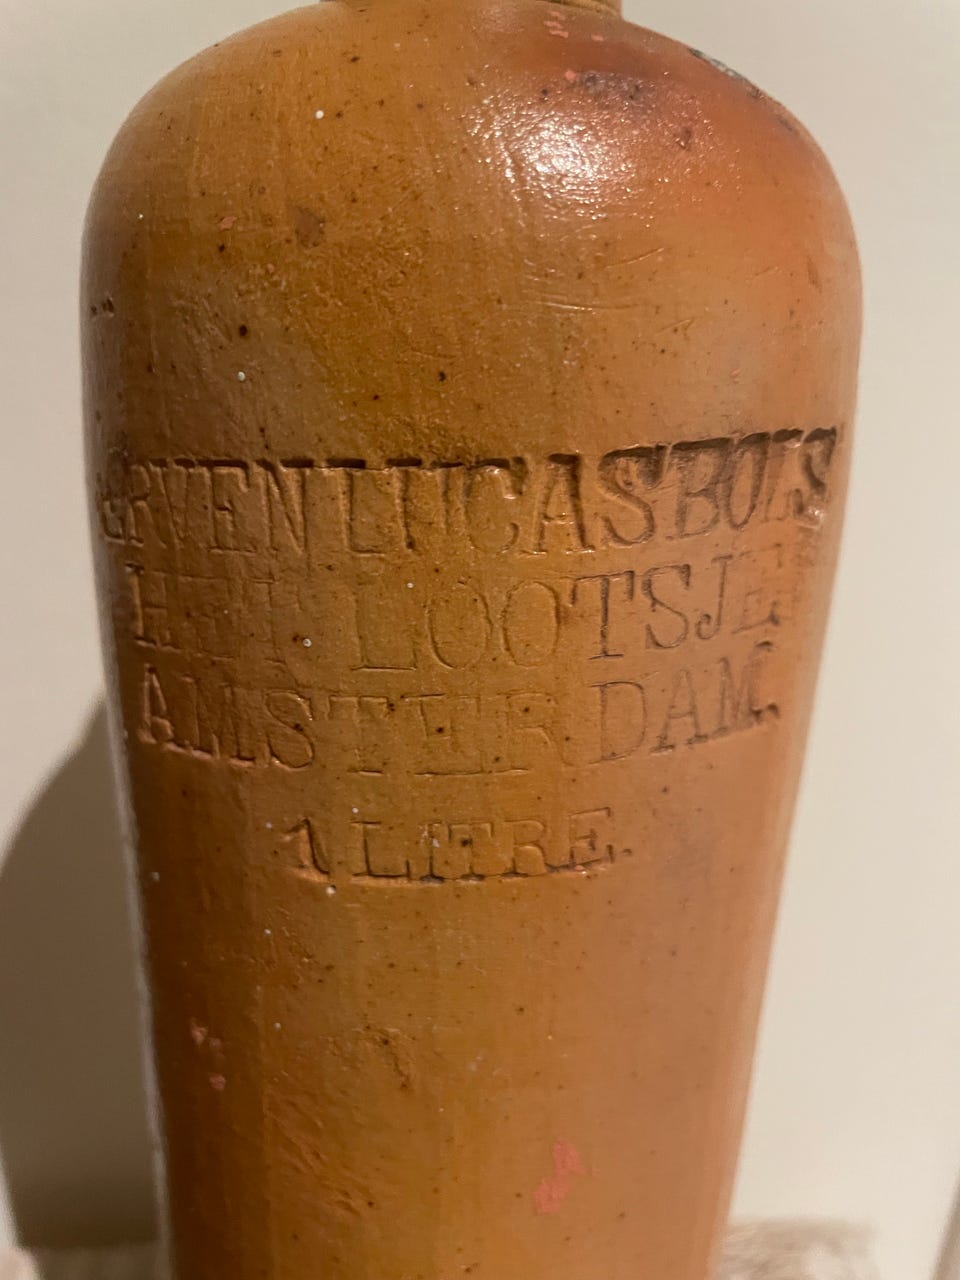 ERVEN LUCAS BOLS
HET LOOTSJE
AMSTERDAM.
1 LITRE.